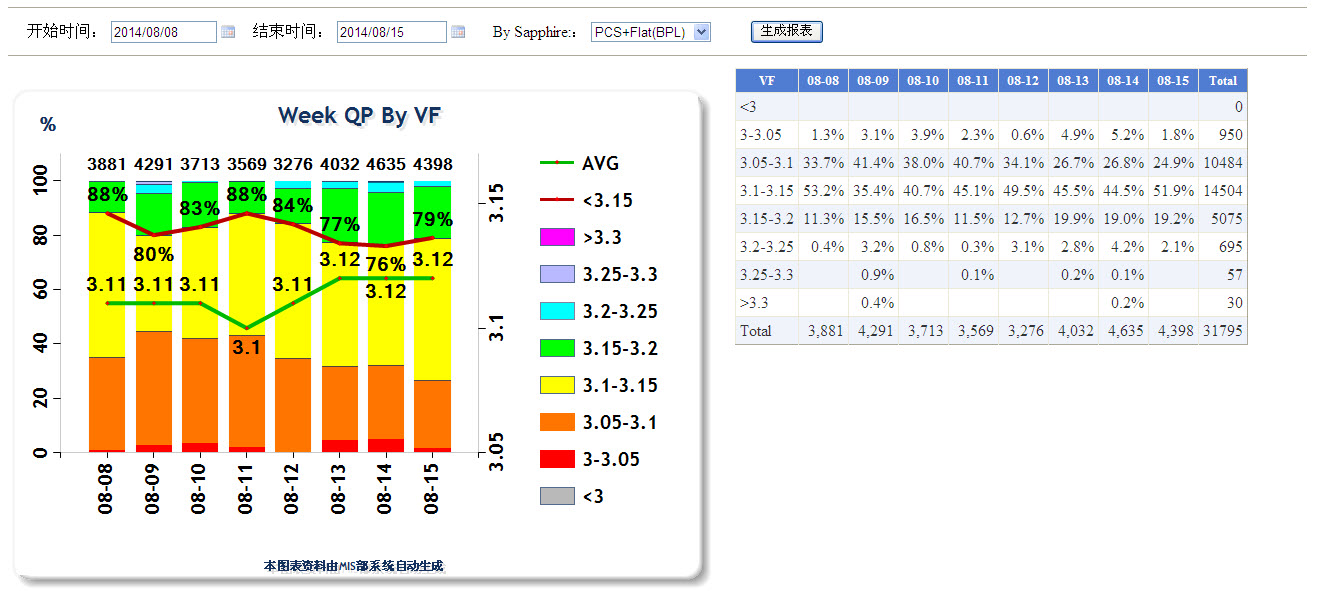 开始时间： 2014/08/08 结束时间： 2014/08/15 By Sapphire:： PCS+Flat(BPL) 生成报表
Week QP By VF
%
3881 4291 3713 3569 3276 4032 4635 4398
100
80
60
40
20
0
88% 80% 83% 88% 84% 77% 76% 79%
3.11 3.11 3.11 3.1 3.11 3.12 3.12 3.12
3.15
3.1
3.05
08-08 08-09 08-10 08-11 08-12 08-13 08-14 08-15
AVG
<3.15
>3.3
3.25-3.3
3.2-3.25
3.15-3.2
3.1-3.15
3.05-3.1
3-3.05
<3
本图表资料由MIS部系统自动生成
VF 08-08 08-09 08-10 08-11 08-12 08-13 08-14 08-15 Total
<3 0
3-3.05 1.3% 3.1% 3.9% 2.3% 0.6% 4.9% 5.2% 1.8% 950
3.05-3.1 33.7% 41.4% 38.0% 40.7% 34.1% 26.7% 26.8% 24.9% 10484
3.1-3.15 53.2% 35.4% 40.7% 45.1% 49.5% 45.5% 44.5% 51.9% 14504
3.15-3.2 11.3% 15.5% 16.5% 11.5% 12.7% 19.9% 19.0% 19.2% 5075
3.2-3.25 0.4% 3.2% 0.8% 0.3% 3.1% 2.8% 4.2% 2.1% 695
3.25-3.3 0.9% 0.1% 0.2% 0.1% 57
>3.3 0.4% 0.2% 30
Total 3,881 4,291 3,713 3,569 3,276 4,032 4,635 4,398 31795